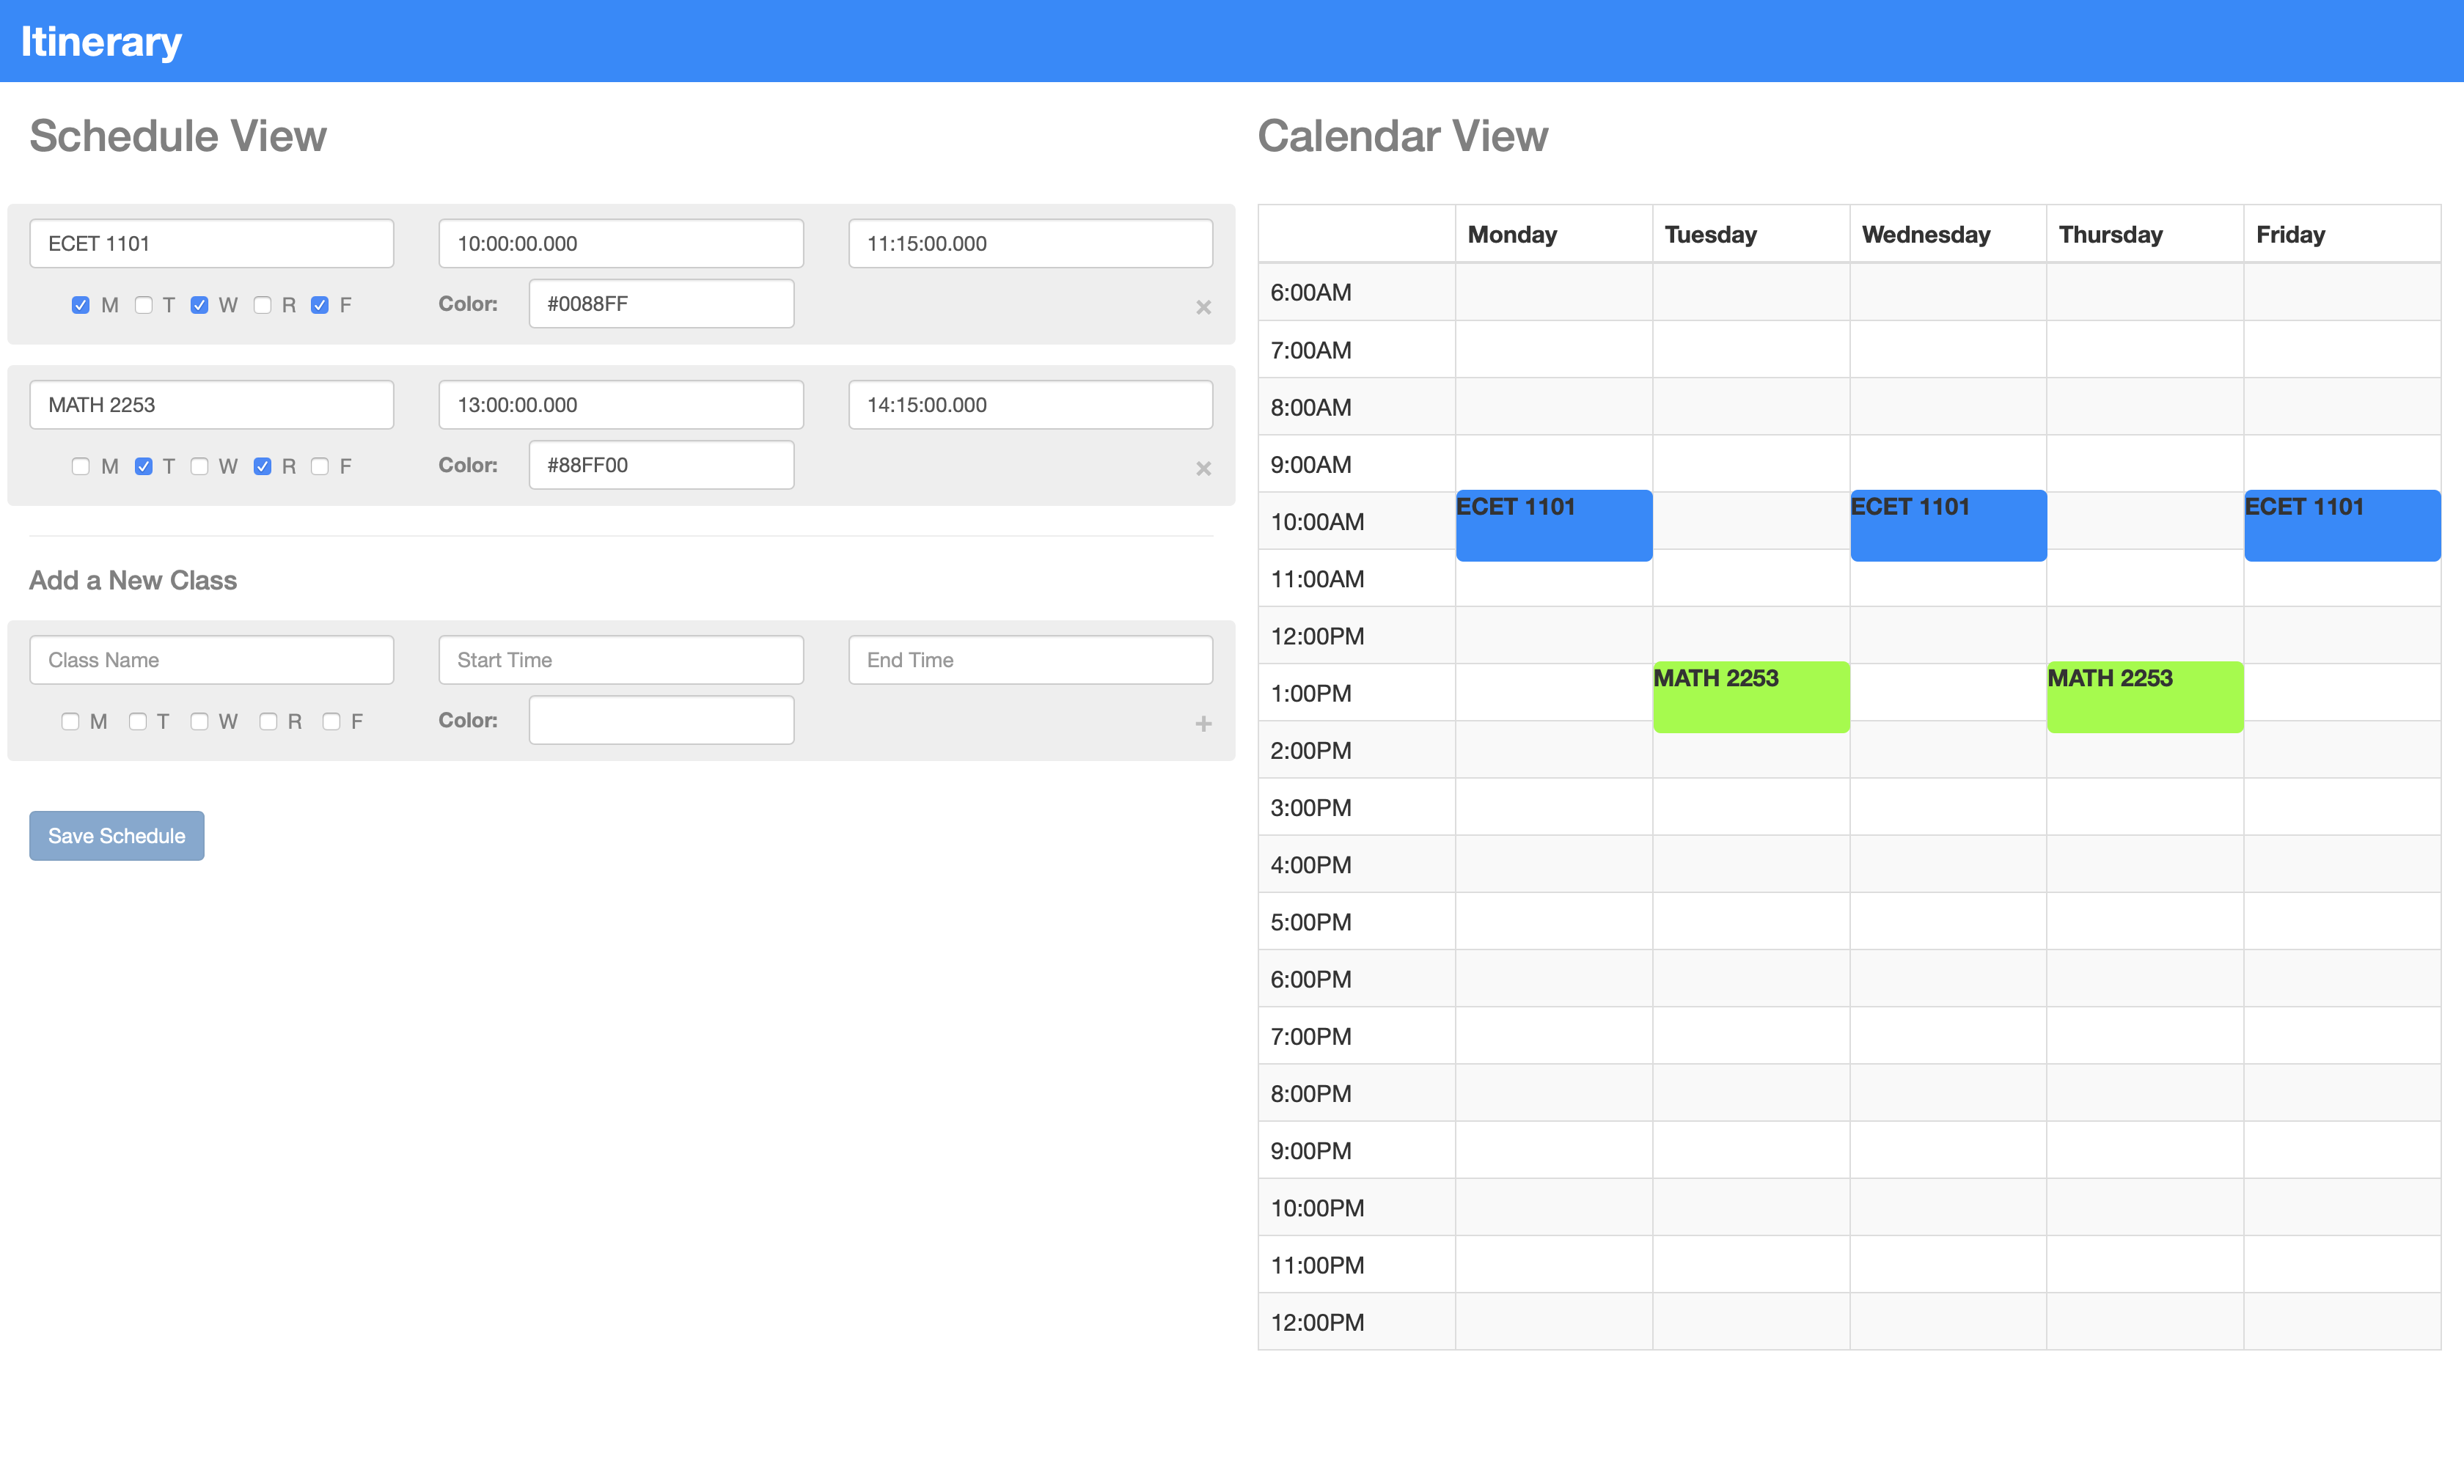 Itinerary
Schedule View
ECET 1101 10:00:00.000 11:15:00.000
M T W R F Color: #0088FF ×
MATH 2253 13:00:00.000 14:15:00.000
M T W R F Color: #88FF00 ×
Add a New Class
Class Name Start Time End Time
M T W R F Color: +
Save Schedule
Calendar View
Monday Tuesday Wednesday Thursday Friday
6:00AM
7:00AM
8:00AM
9:00AM
ECET 1101 ECET 1101 ECET 1101
10:00AM
11:00AM
12:00PM
MATH 2253 MATH 2253
1:00PM
2:00PM
3:00PM
4:00PM
5:00PM
6:00PM
7:00PM
8:00PM
9:00PM
10:00PM
11:00PM
12:00PM